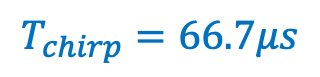 T_chirp = 66.7μs